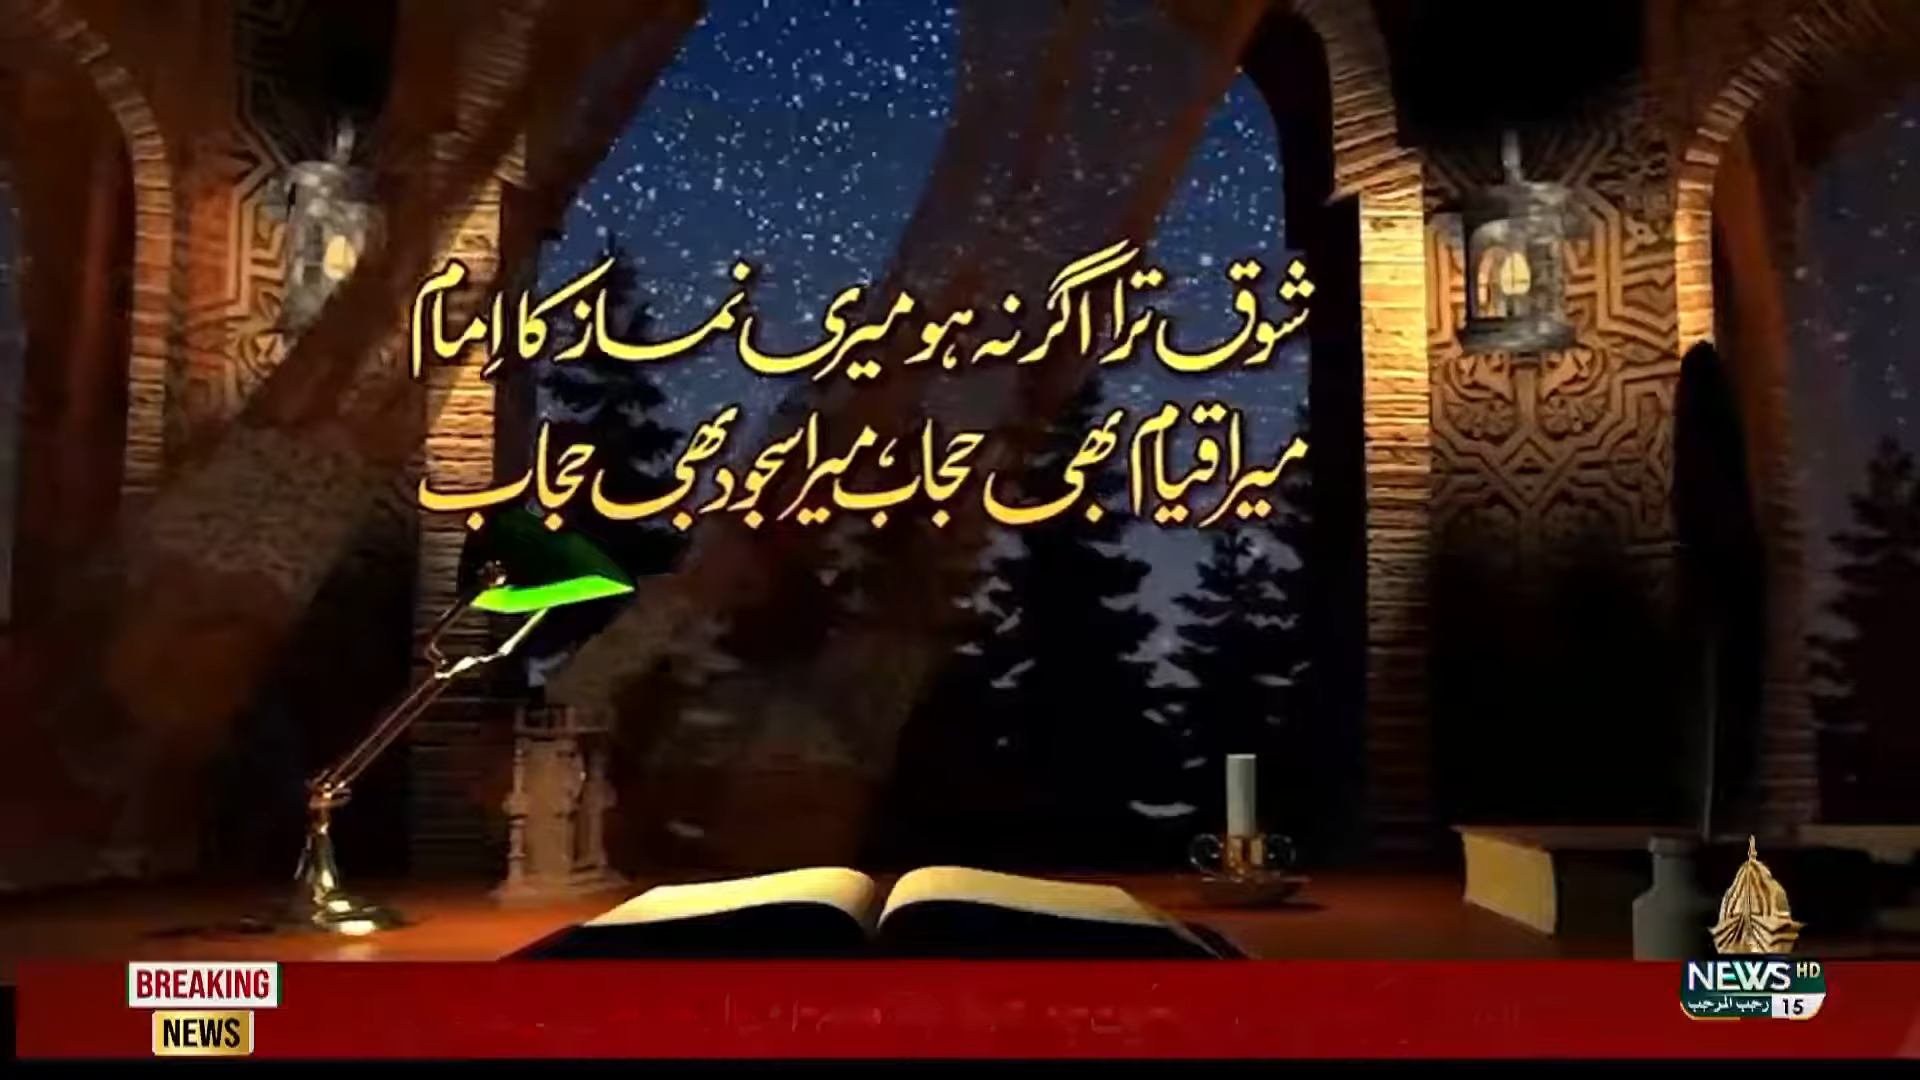 شوق ترا اگر نہ ہو میری نماز کا اِمام
میرا قیام بھی حجاب، میرا سجود بھی حجاب
BREAKING
NEWS
NEWS HD
رجب المرجب 15